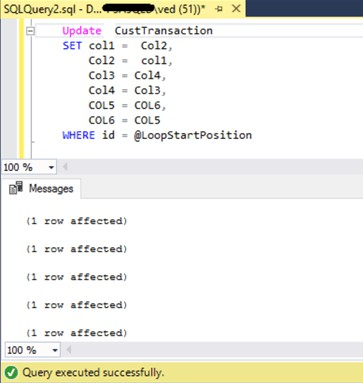 SQLQuery2.sql - D... \ved (51))*
Update CustTransaction
SET col1 = Col2,
Col2 = col1,
Col3 = Col4,
Col4 = Col3,
COL5 = COL6,
COL6 = COL5
WHERE id = @LoopStartPosition
100 %
Messages
(1 row affected)
(1 row affected)
(1 row affected)
(1 row affected)
(1 row affected)
100 %
Query executed successfully.